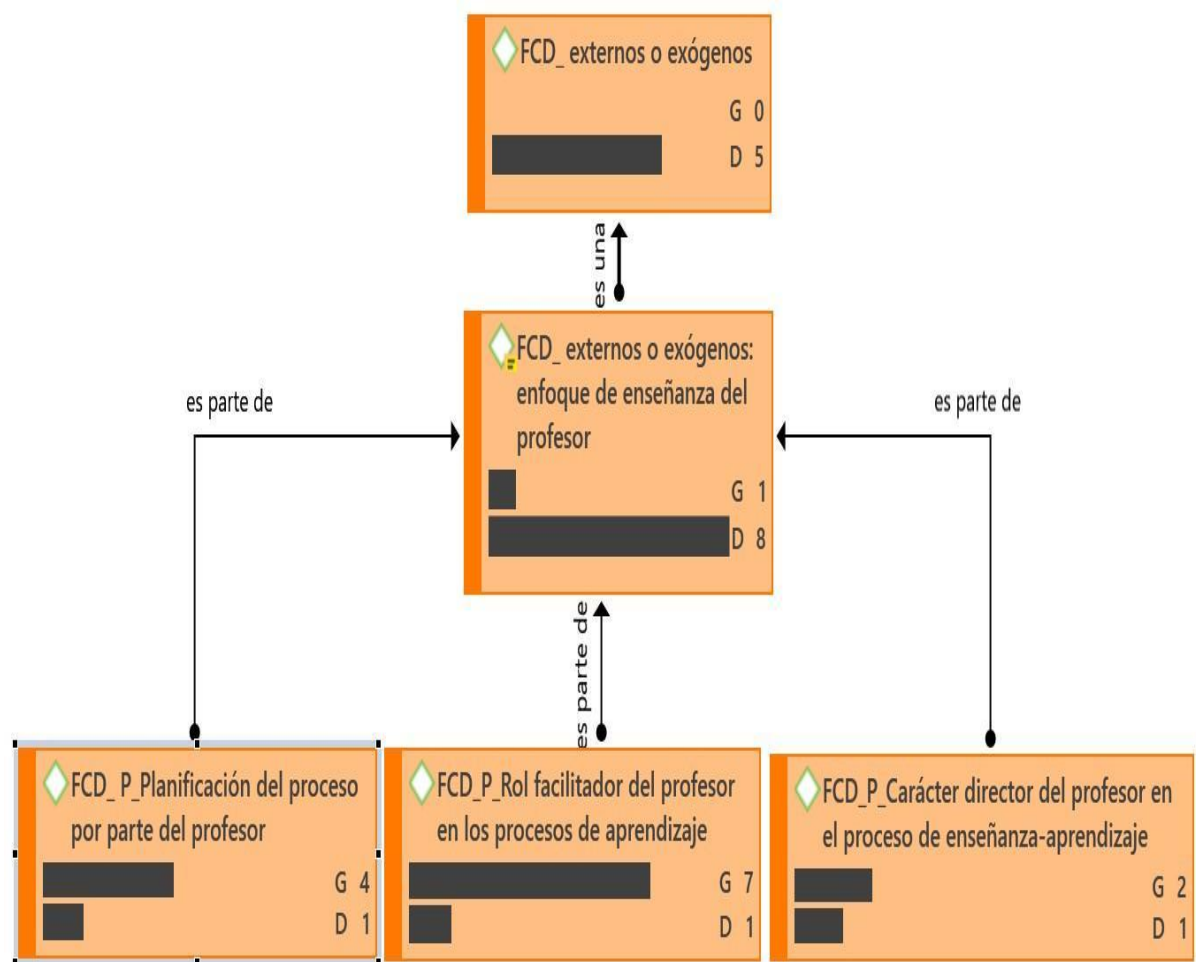 FCD_ externos o exógenos
G 0
D 5
es una
FCD_ externos o exógenos:
enfoque de enseñanza del
profesor
G 1
D 8
es parte de
es parte de
es parte de
FCD_ P_Planificación del proceso
por parte del profesor
G 4
D 1
FCD_P_Rol facilitador del profesor
en los procesos de aprendizaje
G 7
D 1
FCD_P_Carácter director del profesor en
el proceso de enseñanza-aprendizaje
G 2
D 1